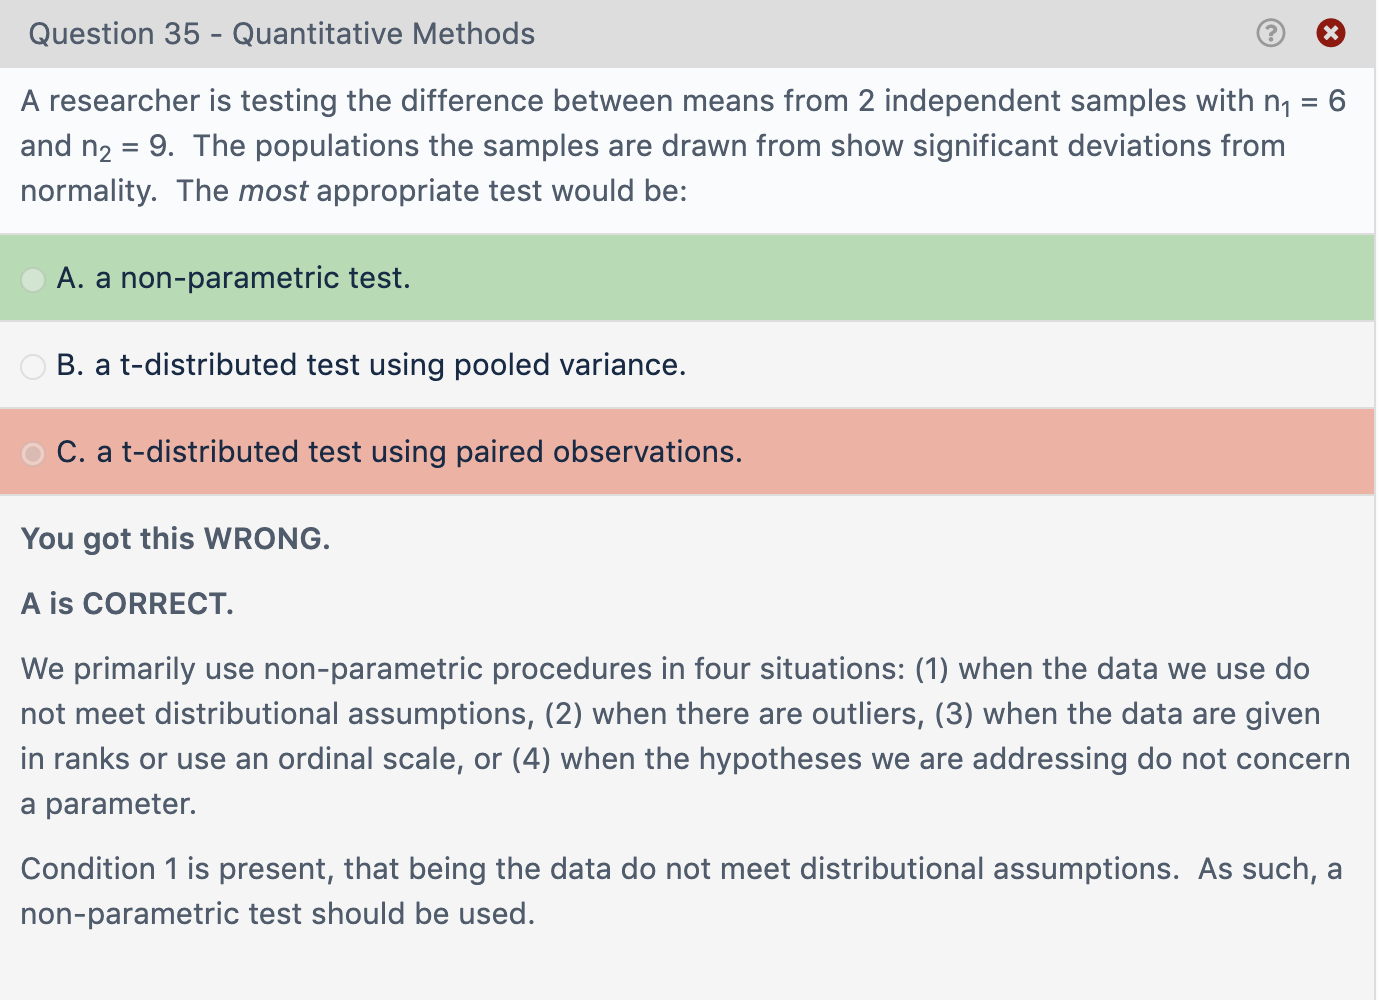 Question 35 - Quantitative Methods
A researcher is testing the difference between means from 2 independent samples with n₁ = 6
and n₂ = 9.  The populations the samples are drawn from show significant deviations from
normality.  The most appropriate test would be:
A. a non-parametric test.
B. a t-distributed test using pooled variance.
C. a t-distributed test using paired observations.
You got this WRONG.
A is CORRECT.
We primarily use non-parametric procedures in four situations: (1) when the data we use do
not meet distributional assumptions, (2) when there are outliers, (3) when the data are given
in ranks or use an ordinal scale, or (4) when the hypotheses we are addressing do not concern
a parameter.
Condition 1 is present, that being the data do not meet distributional assumptions.  As such, a
non-parametric test should be used.